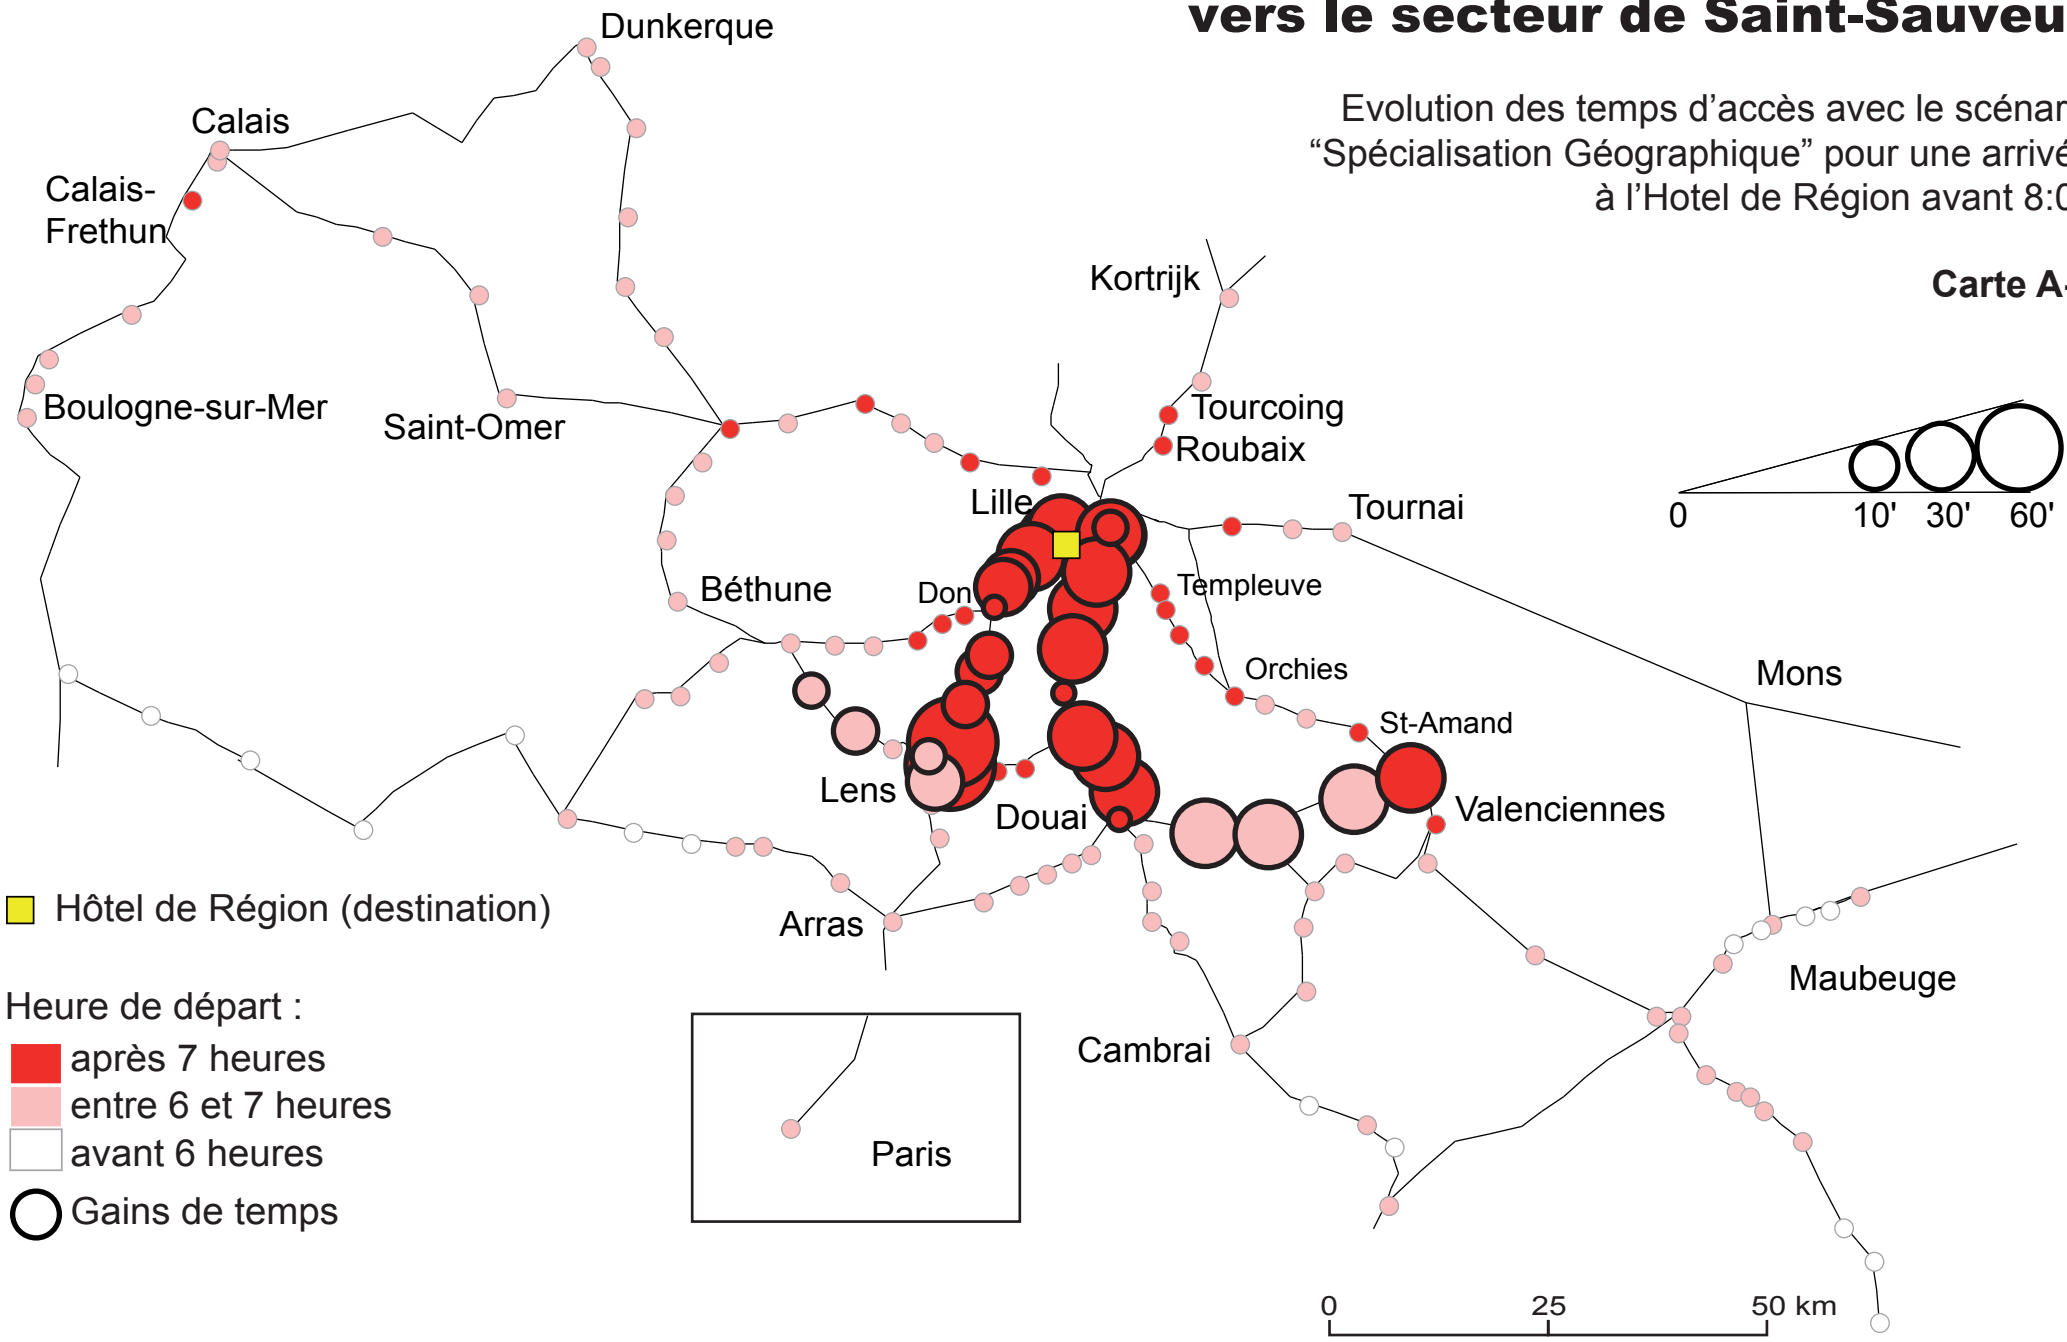 vers le secteur de Saint-Sauveu
Evolution des temps d’accès avec le scénar
“Spécialisation Géographique” pour une arrivé
à l’Hotel de Région avant 8:0
Carte A-
Dunkerque
Calais
Calais-
Frethun
Kortrijk
Boulogne-sur-Mer
Saint-Omer
Tourcoing
Roubaix
Lille
Tournai
0 10' 30' 60'
Béthune
Don
Templeuve
Orchies
Mons
St-Amand
Lens
Douai
Valenciennes
Arras
Maubeuge
Cambrai
Paris
Hôtel de Région (destination)
Heure de départ :
après 7 heures
entre 6 et 7 heures
avant 6 heures
Gains de temps
0 25 50 km